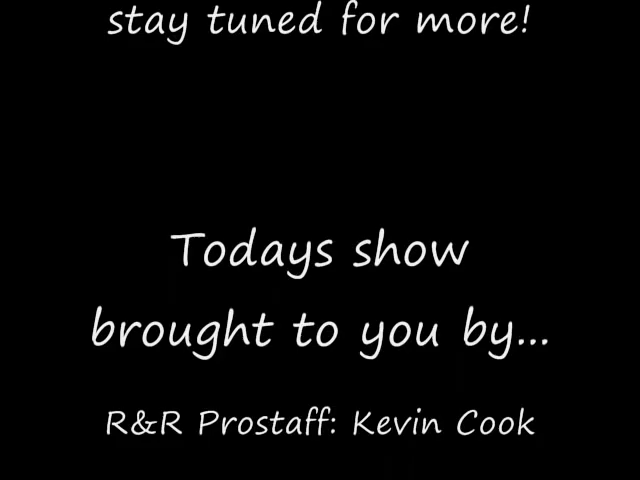 stay tuned for more!
Todays show
brought to you by...
R&R Prostaff: Kevin Cook